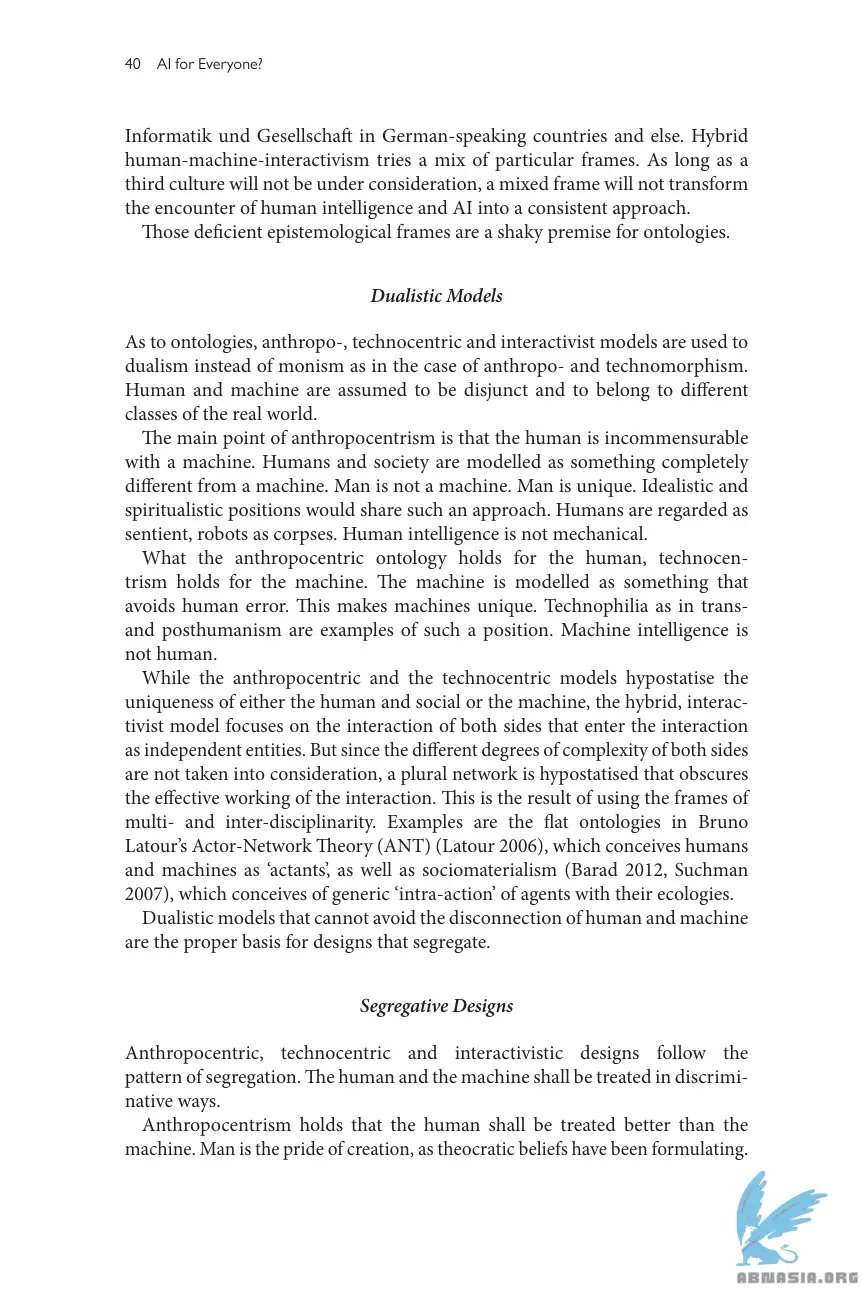 40 AI for Everyone?
Informatik und Gesellschaft in German-speaking countries and else. Hybrid
human-machine-interactivism tries a mix of particular frames. As long as a
third culture will not be under consideration, a mixed frame will not transform
the encounter of human intelligence and AI into a consistent approach.
Those deficient epistemological frames are a shaky premise for ontologies.
Dualistic Models
As to ontologies, anthropo-, technocentric and interactivist models are used to
dualism instead of monism as in the case of anthropo- and technomorphism.
Human and machine are assumed to be disjunct and to belong to different
classes of the real world.
The main point of anthropocentrism is that the human is incommensurable
with a machine. Humans and society are modelled as something completely
different from a machine. Man is not a machine. Man is unique. Idealistic and
spiritualistic positions would share such an approach. Humans are regarded as
sentient, robots as corpses. Human intelligence is not mechanical.
What the anthropocentric ontology holds for the human, technocen-
trism holds for the machine. The machine is modelled as something that
avoids human error. This makes machines unique. Technophilia as in trans-
and posthumanism are examples of such a position. Machine intelligence is
not human.
While the anthropocentric and the technocentric models hypostatise the
uniqueness of either the human and social or the machine, the hybrid, interac-
tivist model focuses on the interaction of both sides that enter the interaction
as independent entities. But since the different degrees of complexity of both sides
are not taken into consideration, a plural network is hypostatised that obscures
the effective working of the interaction. This is the result of using the frames of
multi- and inter-disciplinarity. Examples are the flat ontologies in Bruno
Latour’s Actor-Network Theory (ANT) (Latour 2006), which conceives humans
and machines as ‘actants’, as well as sociomaterialism (Barad 2012, Suchman
2007), which conceives of generic ‘intra-action’ of agents with their ecologies.
Dualistic models that cannot avoid the disconnection of human and machine
are the proper basis for designs that segregate.
Segregative Designs
Anthropocentric, technocentric and interactivistic designs follow the
pattern of segregation. The human and the machine shall be treated in discrimi-
native ways.
Anthropocentrism holds that the human shall be treated better than the
machine. Man is the pride of creation, as theocratic beliefs have been formulating.
ABNASIA.ORG